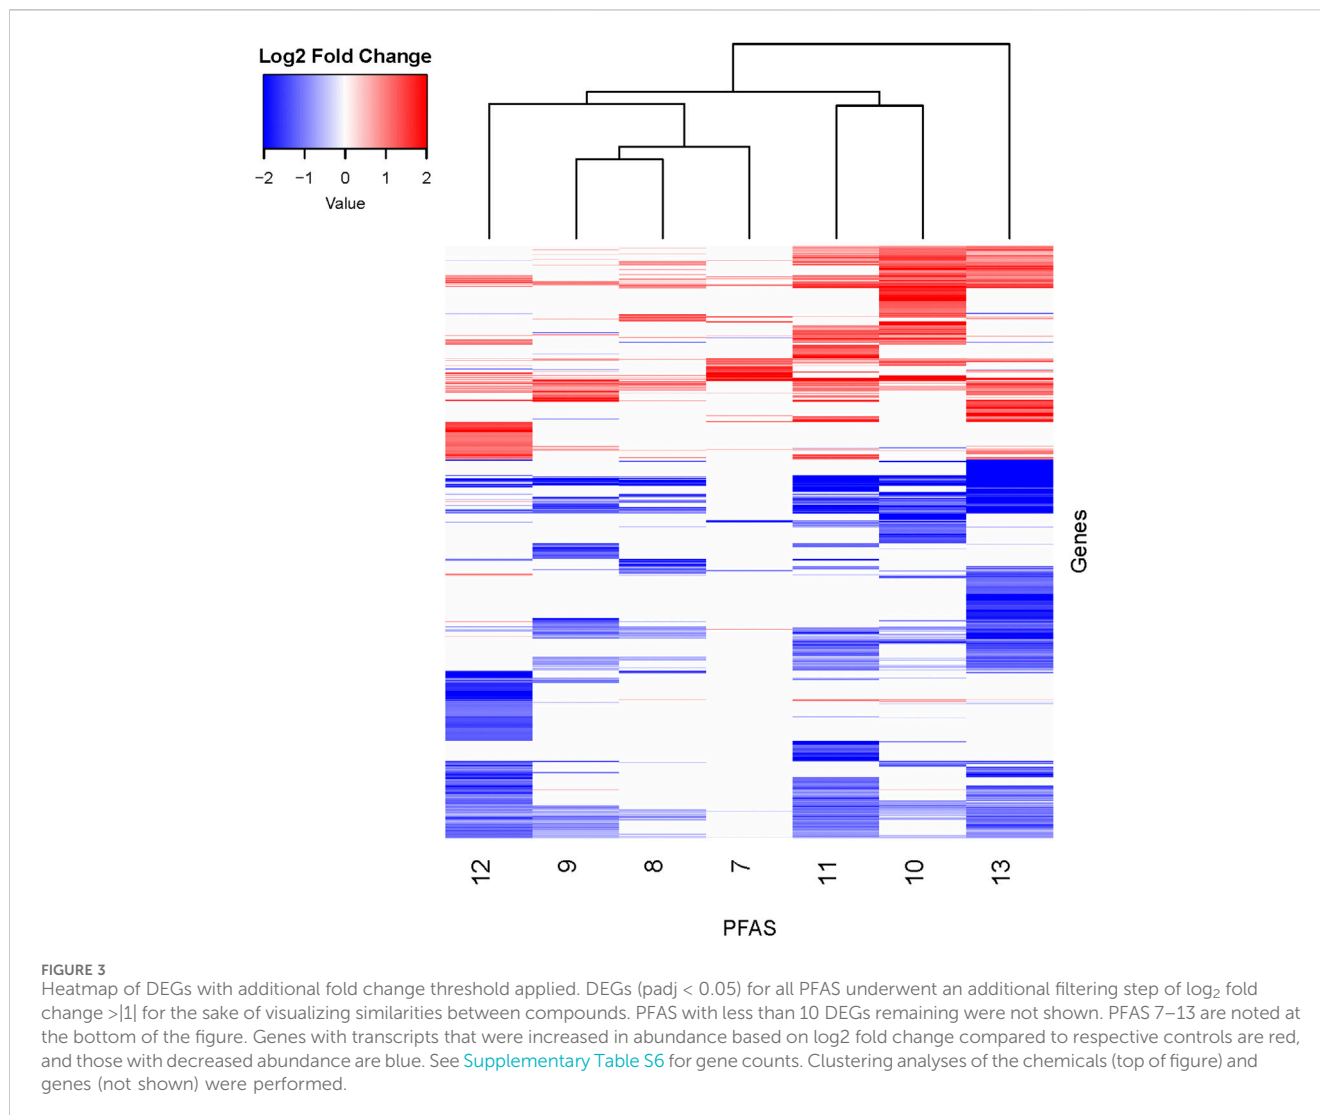 Log2 Fold Change
−2 −1 0 1 2
Value
Genes
12 9 8 7 11 10 13
PFAS
FIGURE 3
Heatmap of DEGs with additional fold change threshold applied. DEGs (padj < 0.05) for all PFAS underwent an additional filtering step of log₂ fold
change >|1| for the sake of visualizing similarities between compounds. PFAS with less than 10 DEGs remaining were not shown. PFAS 7–13 are noted at
the bottom of the figure. Genes with transcripts that were increased in abundance based on log2 fold change compared to respective controls are red,
and those with decreased abundance are blue. See Supplementary Table S6 for gene counts. Clustering analyses of the chemicals (top of figure) and
genes (not shown) were performed.